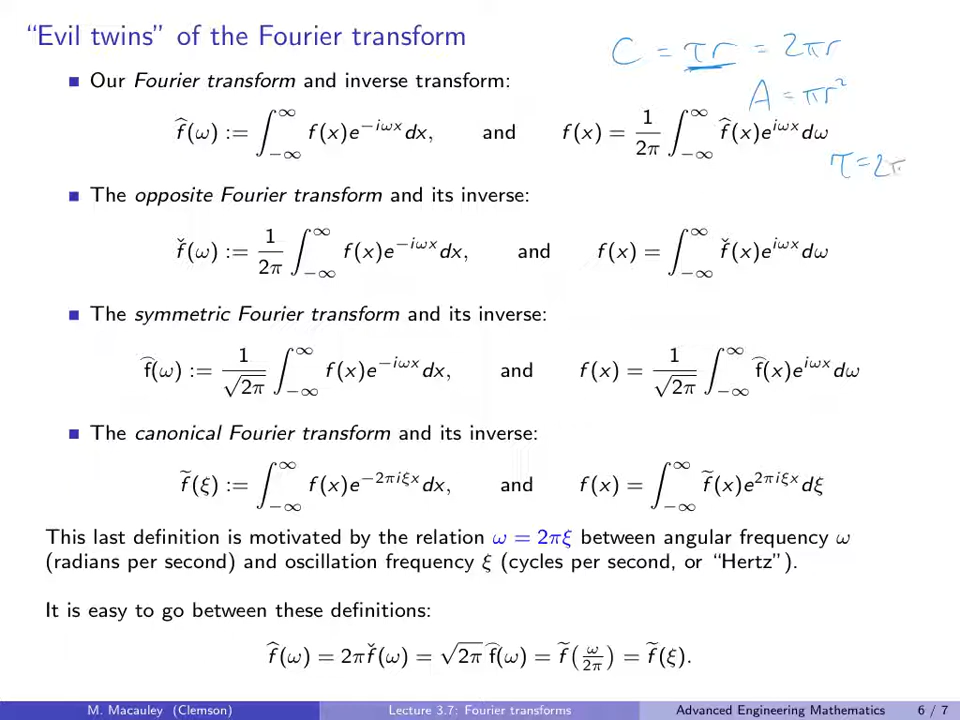 “Evil twins” of the Fourier transform
C = τr = 2πr
A = πr²
τ = 2π
■ Our Fourier transform and inverse transform:
f̂(ω) := ∫_{−∞}^{∞} f(x)e^{−iωx}dx, and f(x) = 1/2π ∫_{−∞}^{∞} f̂(x)e^{iωx}dω
■ The opposite Fourier transform and its inverse:
f̌(ω) := 1/2π ∫_{−∞}^{∞} f(x)e^{−iωx}dx, and f(x) = ∫_{−∞}^{∞} f̌(x)e^{iωx}dω
■ The symmetric Fourier transform and its inverse:
f͡(ω) := 1/√2π ∫_{−∞}^{∞} f(x)e^{−iωx}dx, and f(x) = 1/√2π ∫_{−∞}^{∞} f͡(x)e^{iωx}dω
■ The canonical Fourier transform and its inverse:
f̃(ξ) := ∫_{−∞}^{∞} f(x)e^{−2πiξx}dx, and f(x) = ∫_{−∞}^{∞} f̃(x)e^{2πiξx}dξ
This last definition is motivated by the relation ω = 2πξ between angular frequency ω
(radians per second) and oscillation frequency ξ (cycles per second, or “Hertz”).
It is easy to go between these definitions:
f̂(ω) = 2πf̌(ω) = √2π f͡(ω) = f̃(ω/2π) = f̃(ξ).
M. Macauley (Clemson) Lecture 3.7: Fourier transforms Advanced Engineering Mathematics 6 / 7